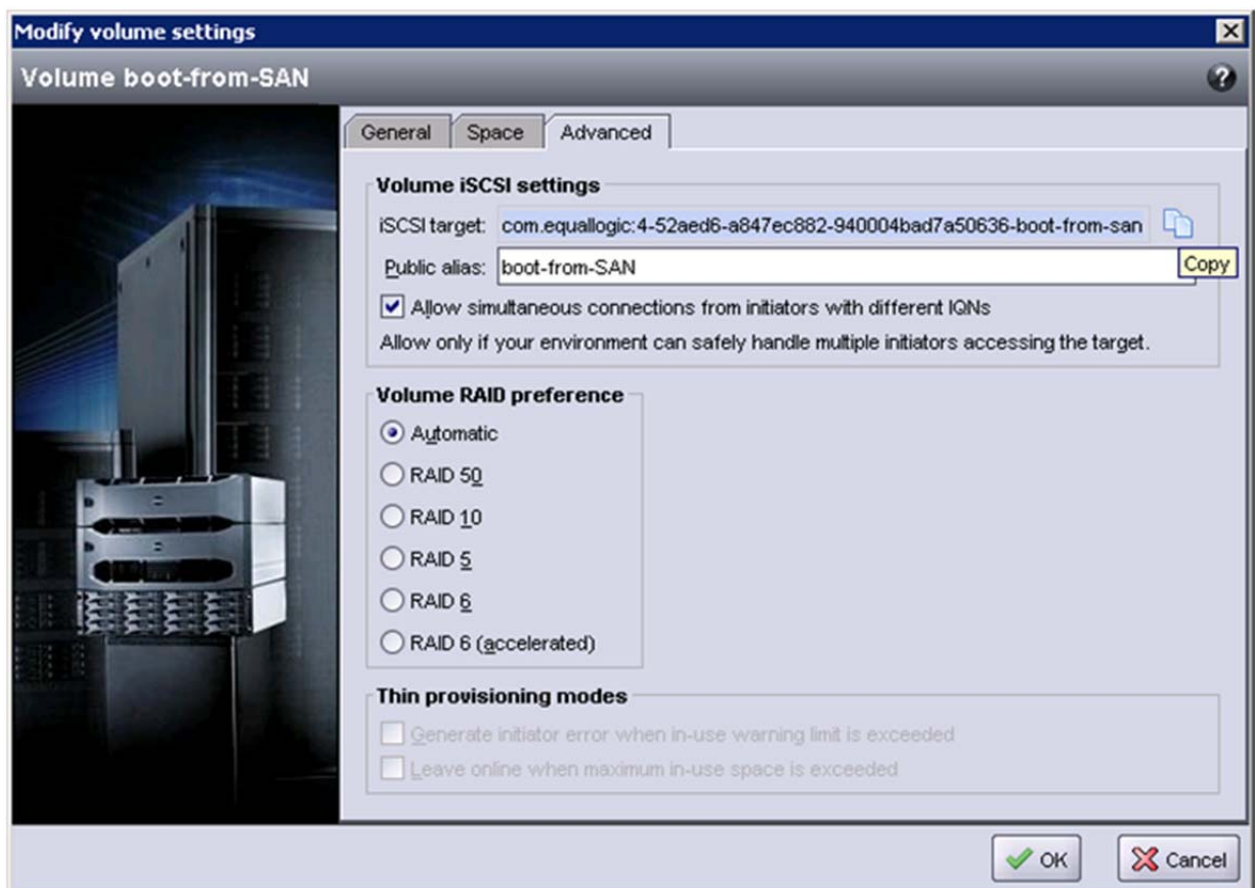 Modify volume settings
Volume boot-from-SAN
?
General Space Advanced
Volume iSCSI settings
iSCSI target: com.equallogic:4-52aed6-a847ec882-940004bad7a50636-boot-from-san
Public alias: boot-from-SAN
Copy
Allow simultaneous connections from initiators with different IQNs
Allow only if your environment can safely handle multiple initiators accessing the target.
Volume RAID preference
Automatic
RAID 50
RAID 10
RAID 5
RAID 6
RAID 6 (accelerated)
Thin provisioning modes
Generate initiator error when in-use warning limit is exceeded
Leave online when maximum in-use space is exceeded
OK Cancel